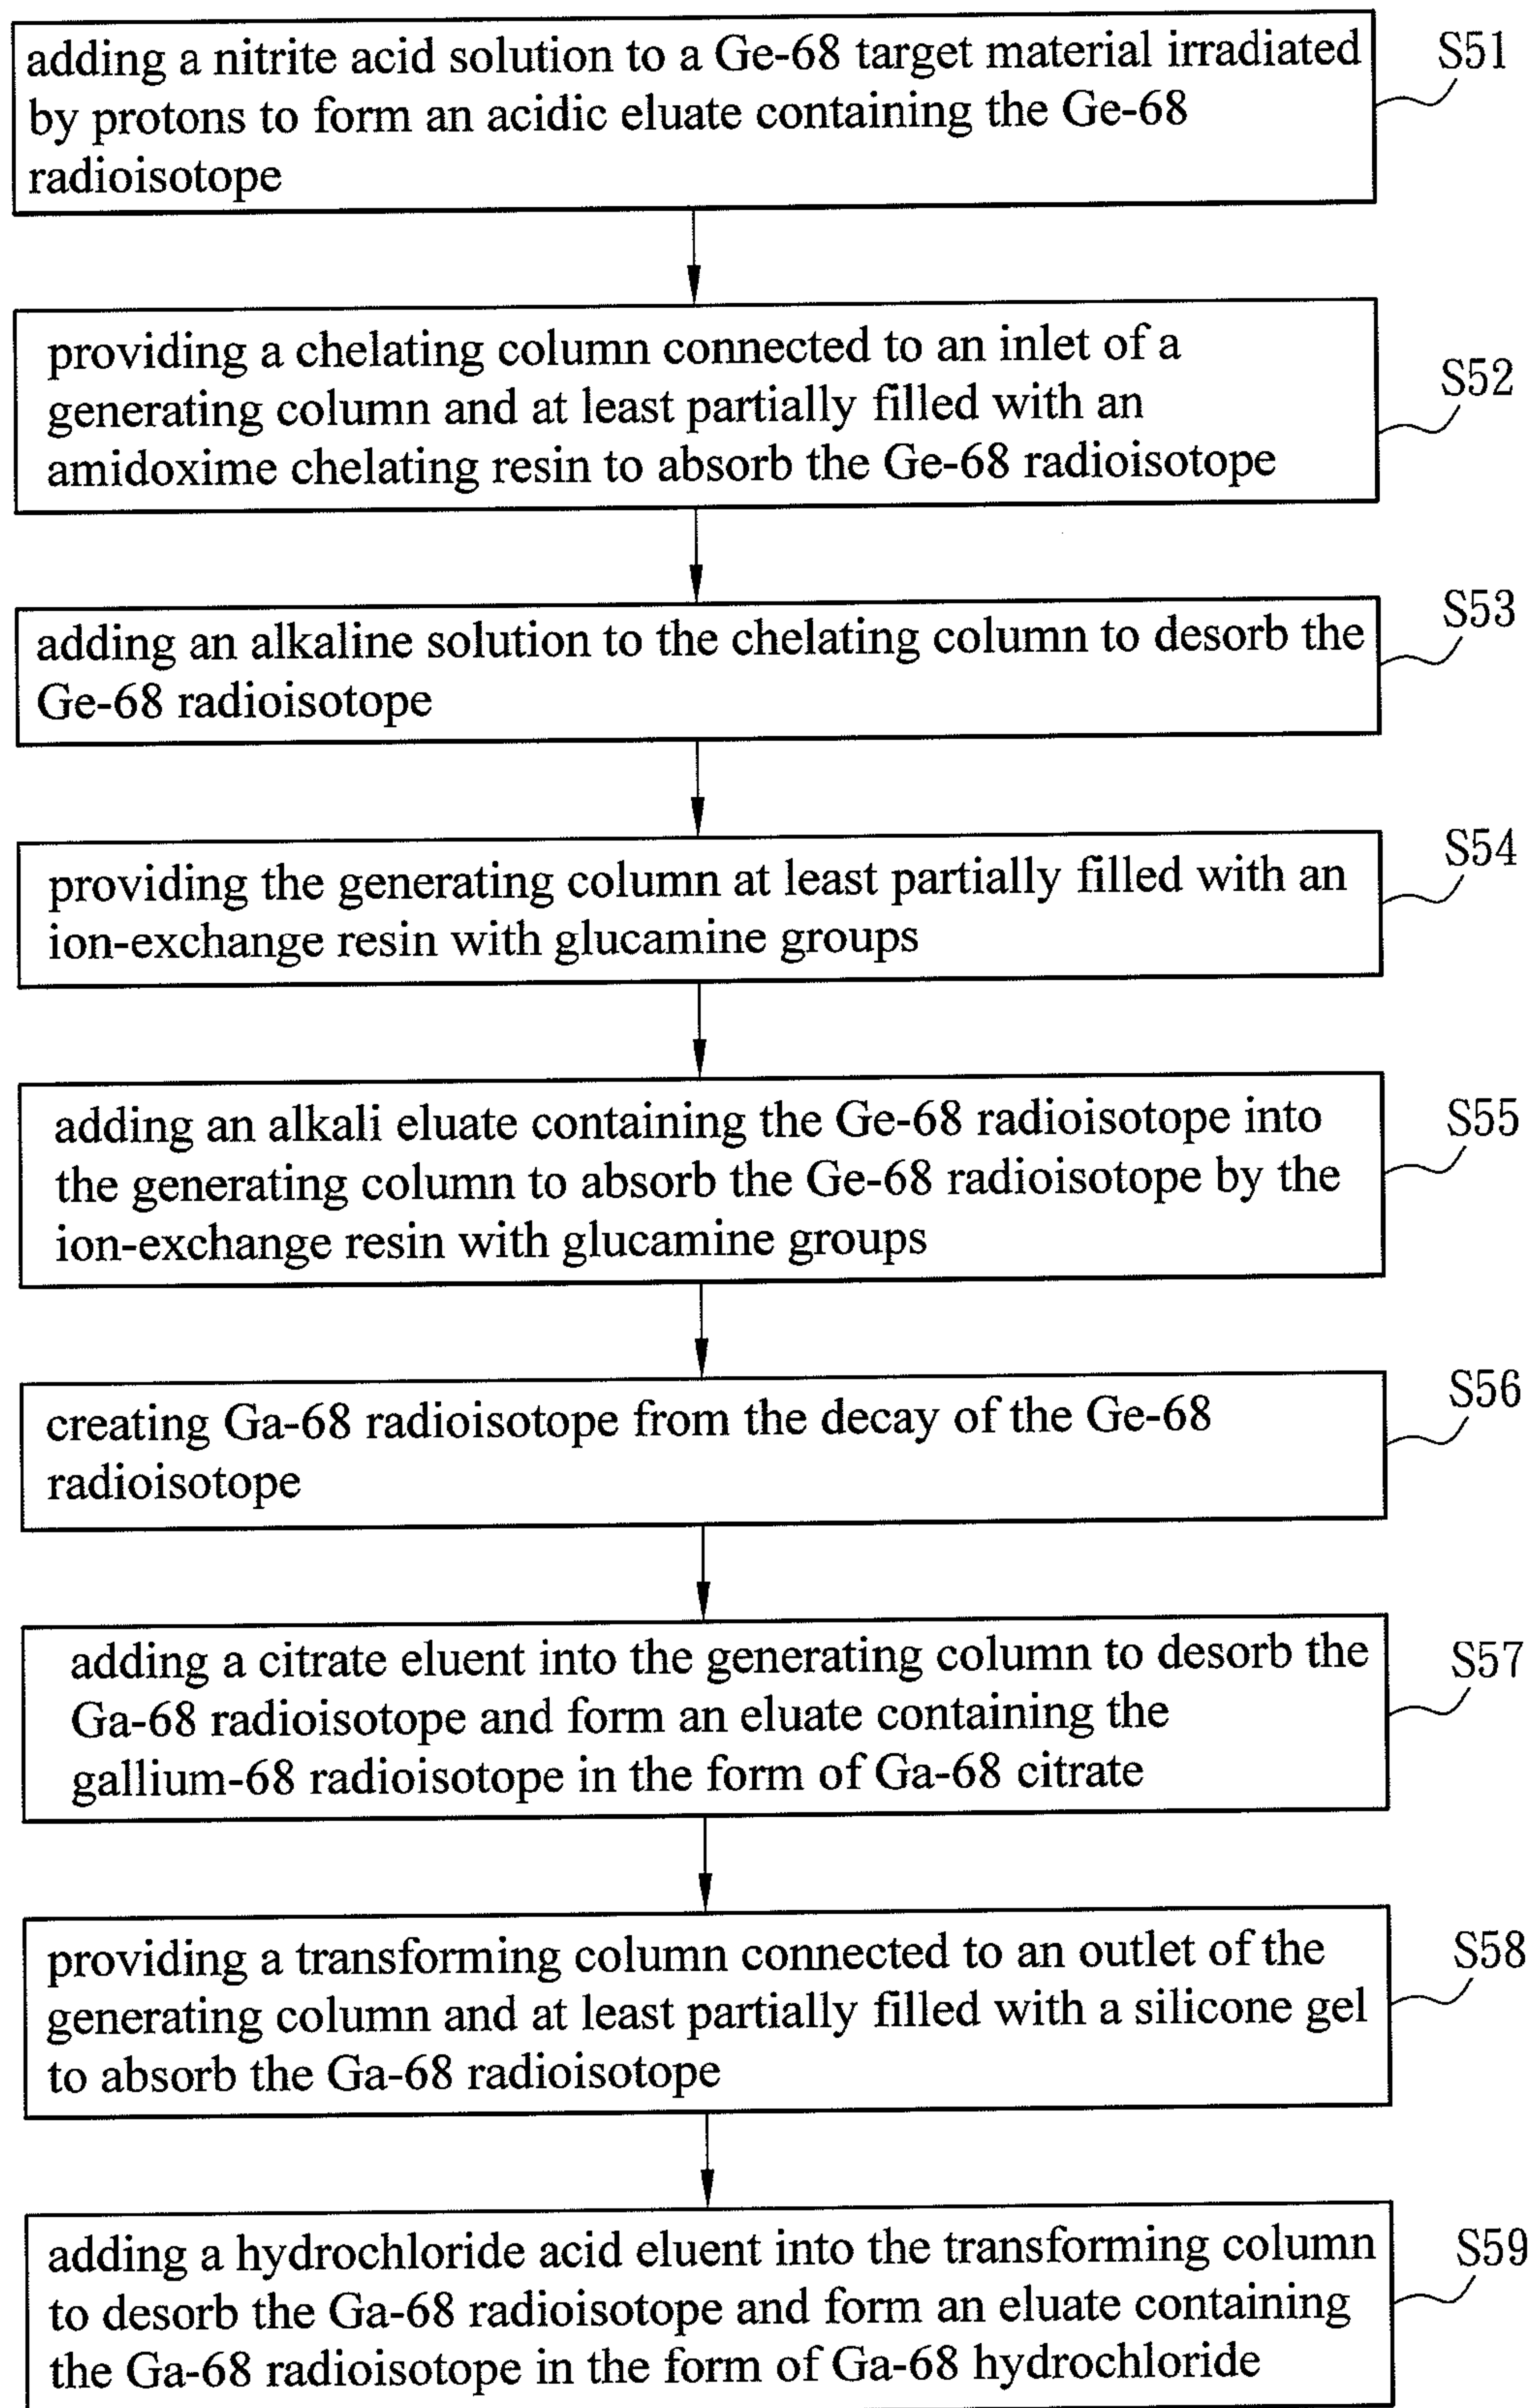 adding a nitrite acid solution to a Ge-68 target material irradiated
by protons to form an acidic eluate containing the Ge-68
radioisotope
S51
providing a chelating column connected to an inlet of a
generating column and at least partially filled with an
amidoxime chelating resin to absorb the Ge-68 radioisotope
S52
adding an alkaline solution to the chelating column to desorb the
Ge-68 radioisotope
S53
providing the generating column at least partially filled with an
ion-exchange resin with glucamine groups
S54
adding an alkali eluate containing the Ge-68 radioisotope into
the generating column to absorb the Ge-68 radioisotope by the
ion-exchange resin with glucamine groups
S55
creating Ga-68 radioisotope from the decay of the Ge-68
radioisotope
S56
adding a citrate eluent into the generating column to desorb the
Ga-68 radioisotope and form an eluate containing the
gallium-68 radioisotope in the form of Ga-68 citrate
S57
providing a transforming column connected to an outlet of the
generating column and at least partially filled with a silicone gel
to absorb the Ga-68 radioisotope
S58
adding a hydrochloride acid eluent into the transforming column
to desorb the Ga-68 radioisotope and form an eluate containing
the Ga-68 radioisotope in the form of Ga-68 hydrochloride
S59